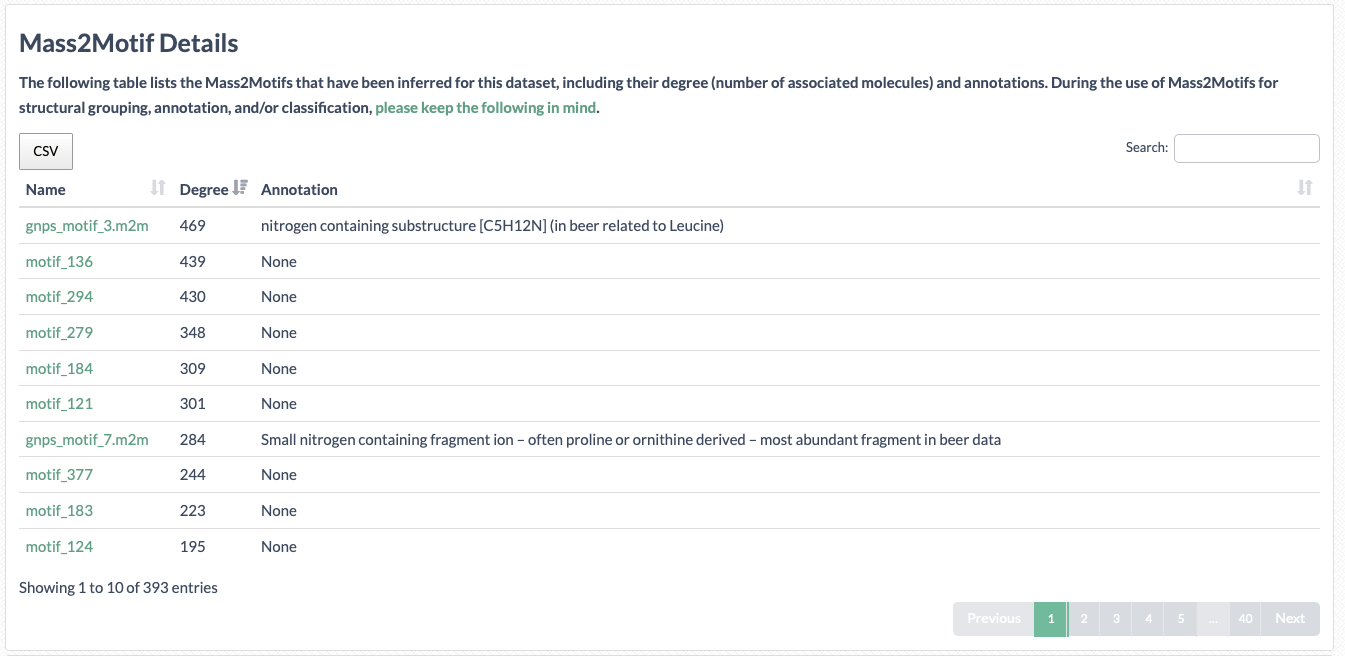 Mass2Motif Details
The following table lists the Mass2Motifs that have been inferred for this dataset, including their degree (number of associated molecules) and annotations. During the use of Mass2Motifs for
structural grouping, annotation, and/or classification, please keep the following in mind.
CSV
Search:
Name Degree Annotation
gnps_motif_3.m2m 469 nitrogen containing substructure [C5H12N] (in beer related to Leucine)
motif_136 439 None
motif_294 430 None
motif_279 348 None
motif_184 309 None
motif_121 301 None
gnps_motif_7.m2m 284 Small nitrogen containing fragment ion – often proline or ornithine derived – most abundant fragment in beer data
motif_377 244 None
motif_183 223 None
motif_124 195 None
Showing 1 to 10 of 393 entries
Previous 1 2 3 4 5 ... 40 Next